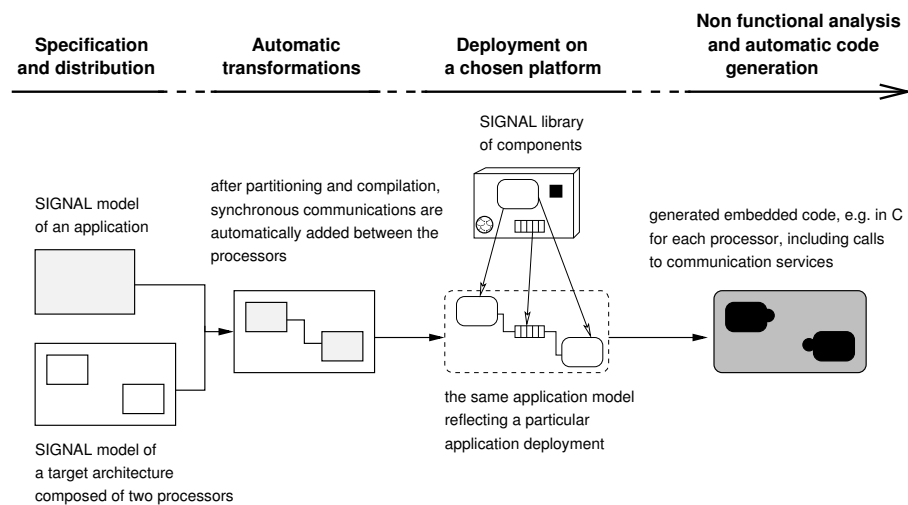 Specification
and distribution
Automatic
transformations
Deployment on
a chosen platform
Non functional analysis
and automatic code
generation
SIGNAL library
of components
SIGNAL model
of an application
after partitioning and compilation,
synchronous communications are
automatically added between the
processors
generated embedded code, e.g. in C
for each processor, including calls
to communication services
SIGNAL model of
a target architecture
composed of two processors
the same application model
reflecting a particular
application deployment